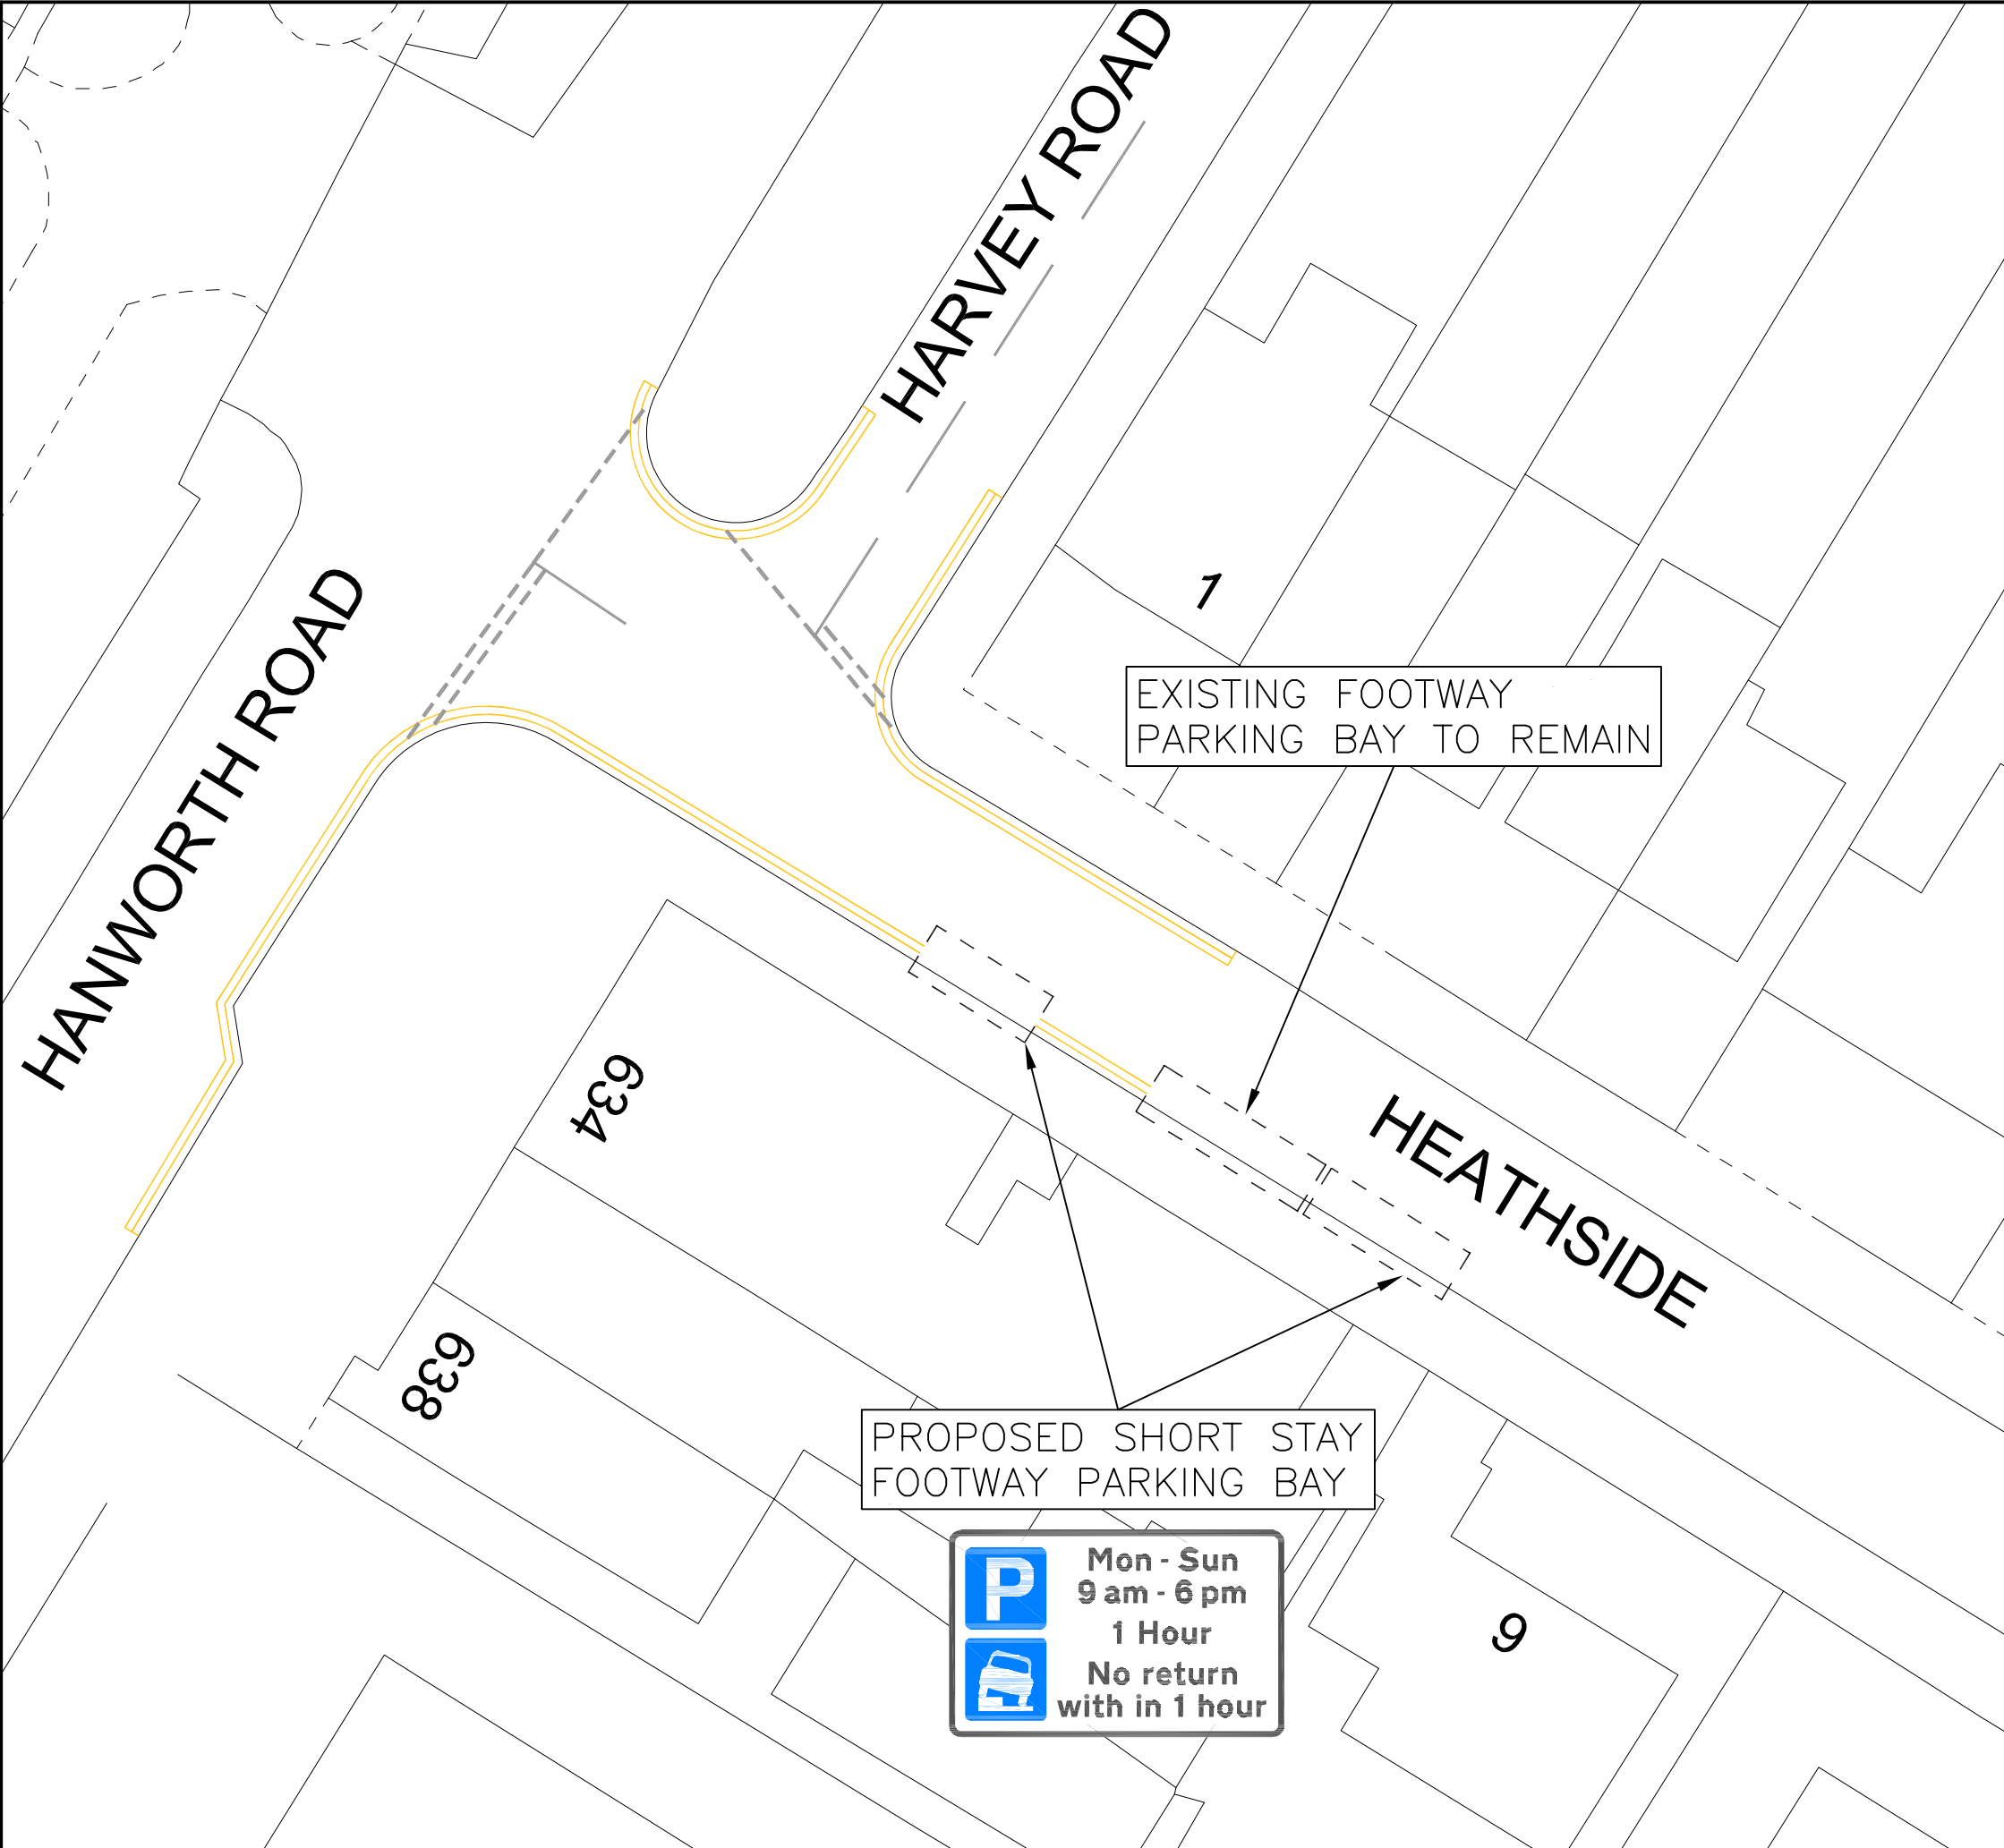 HARVEY ROAD
HANWORTH ROAD
1
EXISTING FOOTWAY
PARKING BAY TO REMAIN
634
HEATHSIDE
638
PROPOSED SHORT STAY
FOOTWAY PARKING BAY
P
Mon - Sun
9 am - 6 pm
1 Hour
No return
with in 1 hour
9